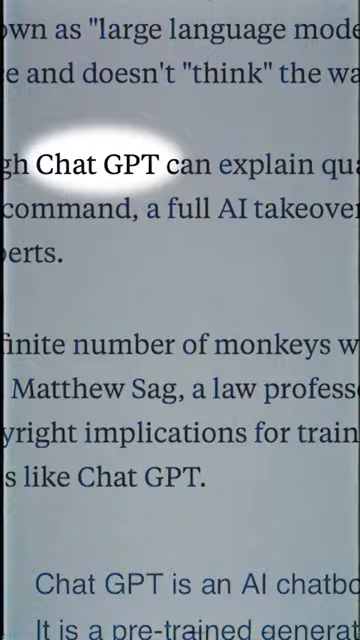 own as "large language mode
e and doesn't "think" the wa
gh Chat GPT can explain qua
command, a full AI takeover
erts.
finite number of monkeys w
Matthew Sag, a law profess
yright implications for train
s like Chat GPT.
Chat GPT is an AI chatbo
It is a pre-trained generat